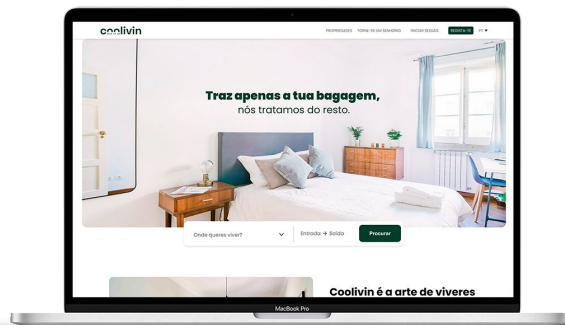 coolivin
PROPRIEDADES TORNE-SE UM SENHORIO INICIAR SESSÃO REGISTA-TE PT
Traz apenas a tua bagagem,
nós tratamos do resto.
Onde queres viver? Entrada → Saída Procurar
Coolivin é a arte de viveres
MacBook Pro